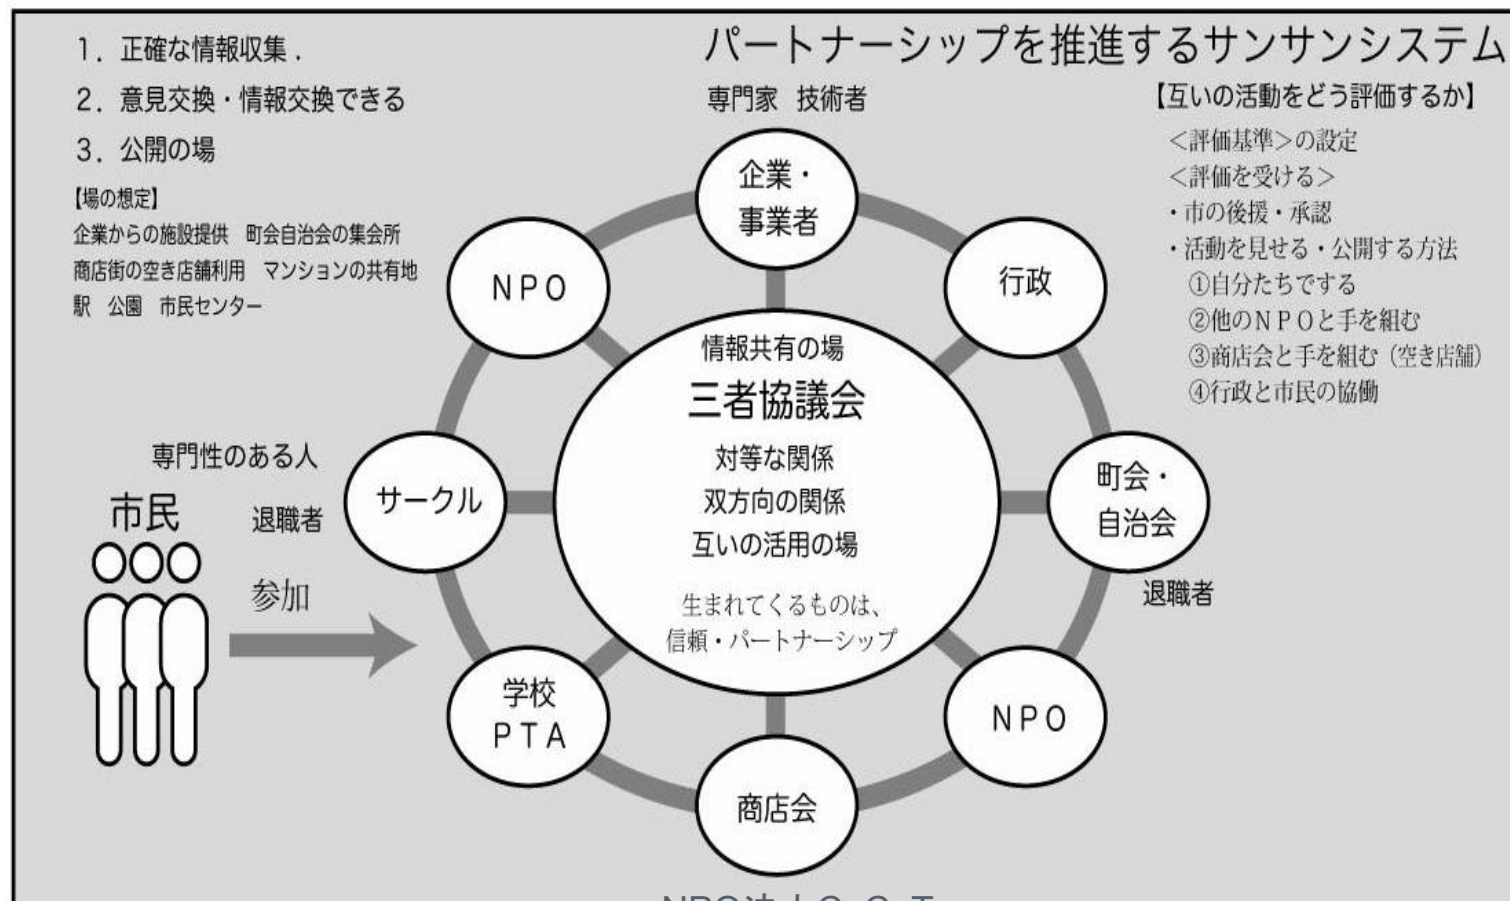 パートナーシップを推進するサンサンシステム
1．正確な情報収集．
2．意見交換・情報交換できる
3．公開の場
【場の想定】
企業からの施設提供　町会自治会の集会所
商店街の空き店舗利用　マンションの共有地
駅　公園　市民センター
専門家　技術者
【互いの活動をどう評価するか】
＜評価基準＞の設定
＜評価を受ける＞
・市の後援・承認
・活動を見せる・公開する方法
①自分たちでする
②他のＮＰＯと手を組む
③商店会と手を組む（空き店舗）
④行政と市民の協働
企業・
事業者
ＮＰＯ
行政
情報共有の場
三者協議会
対等な関係
双方向の関係
互いの活用の場
生まれてくるものは、
信頼・パートナーシップ
専門性のある人
市民
退職者
参加
サークル
町会・
自治会
退職者
学校
ＰＴＡ
ＮＰＯ
商店会